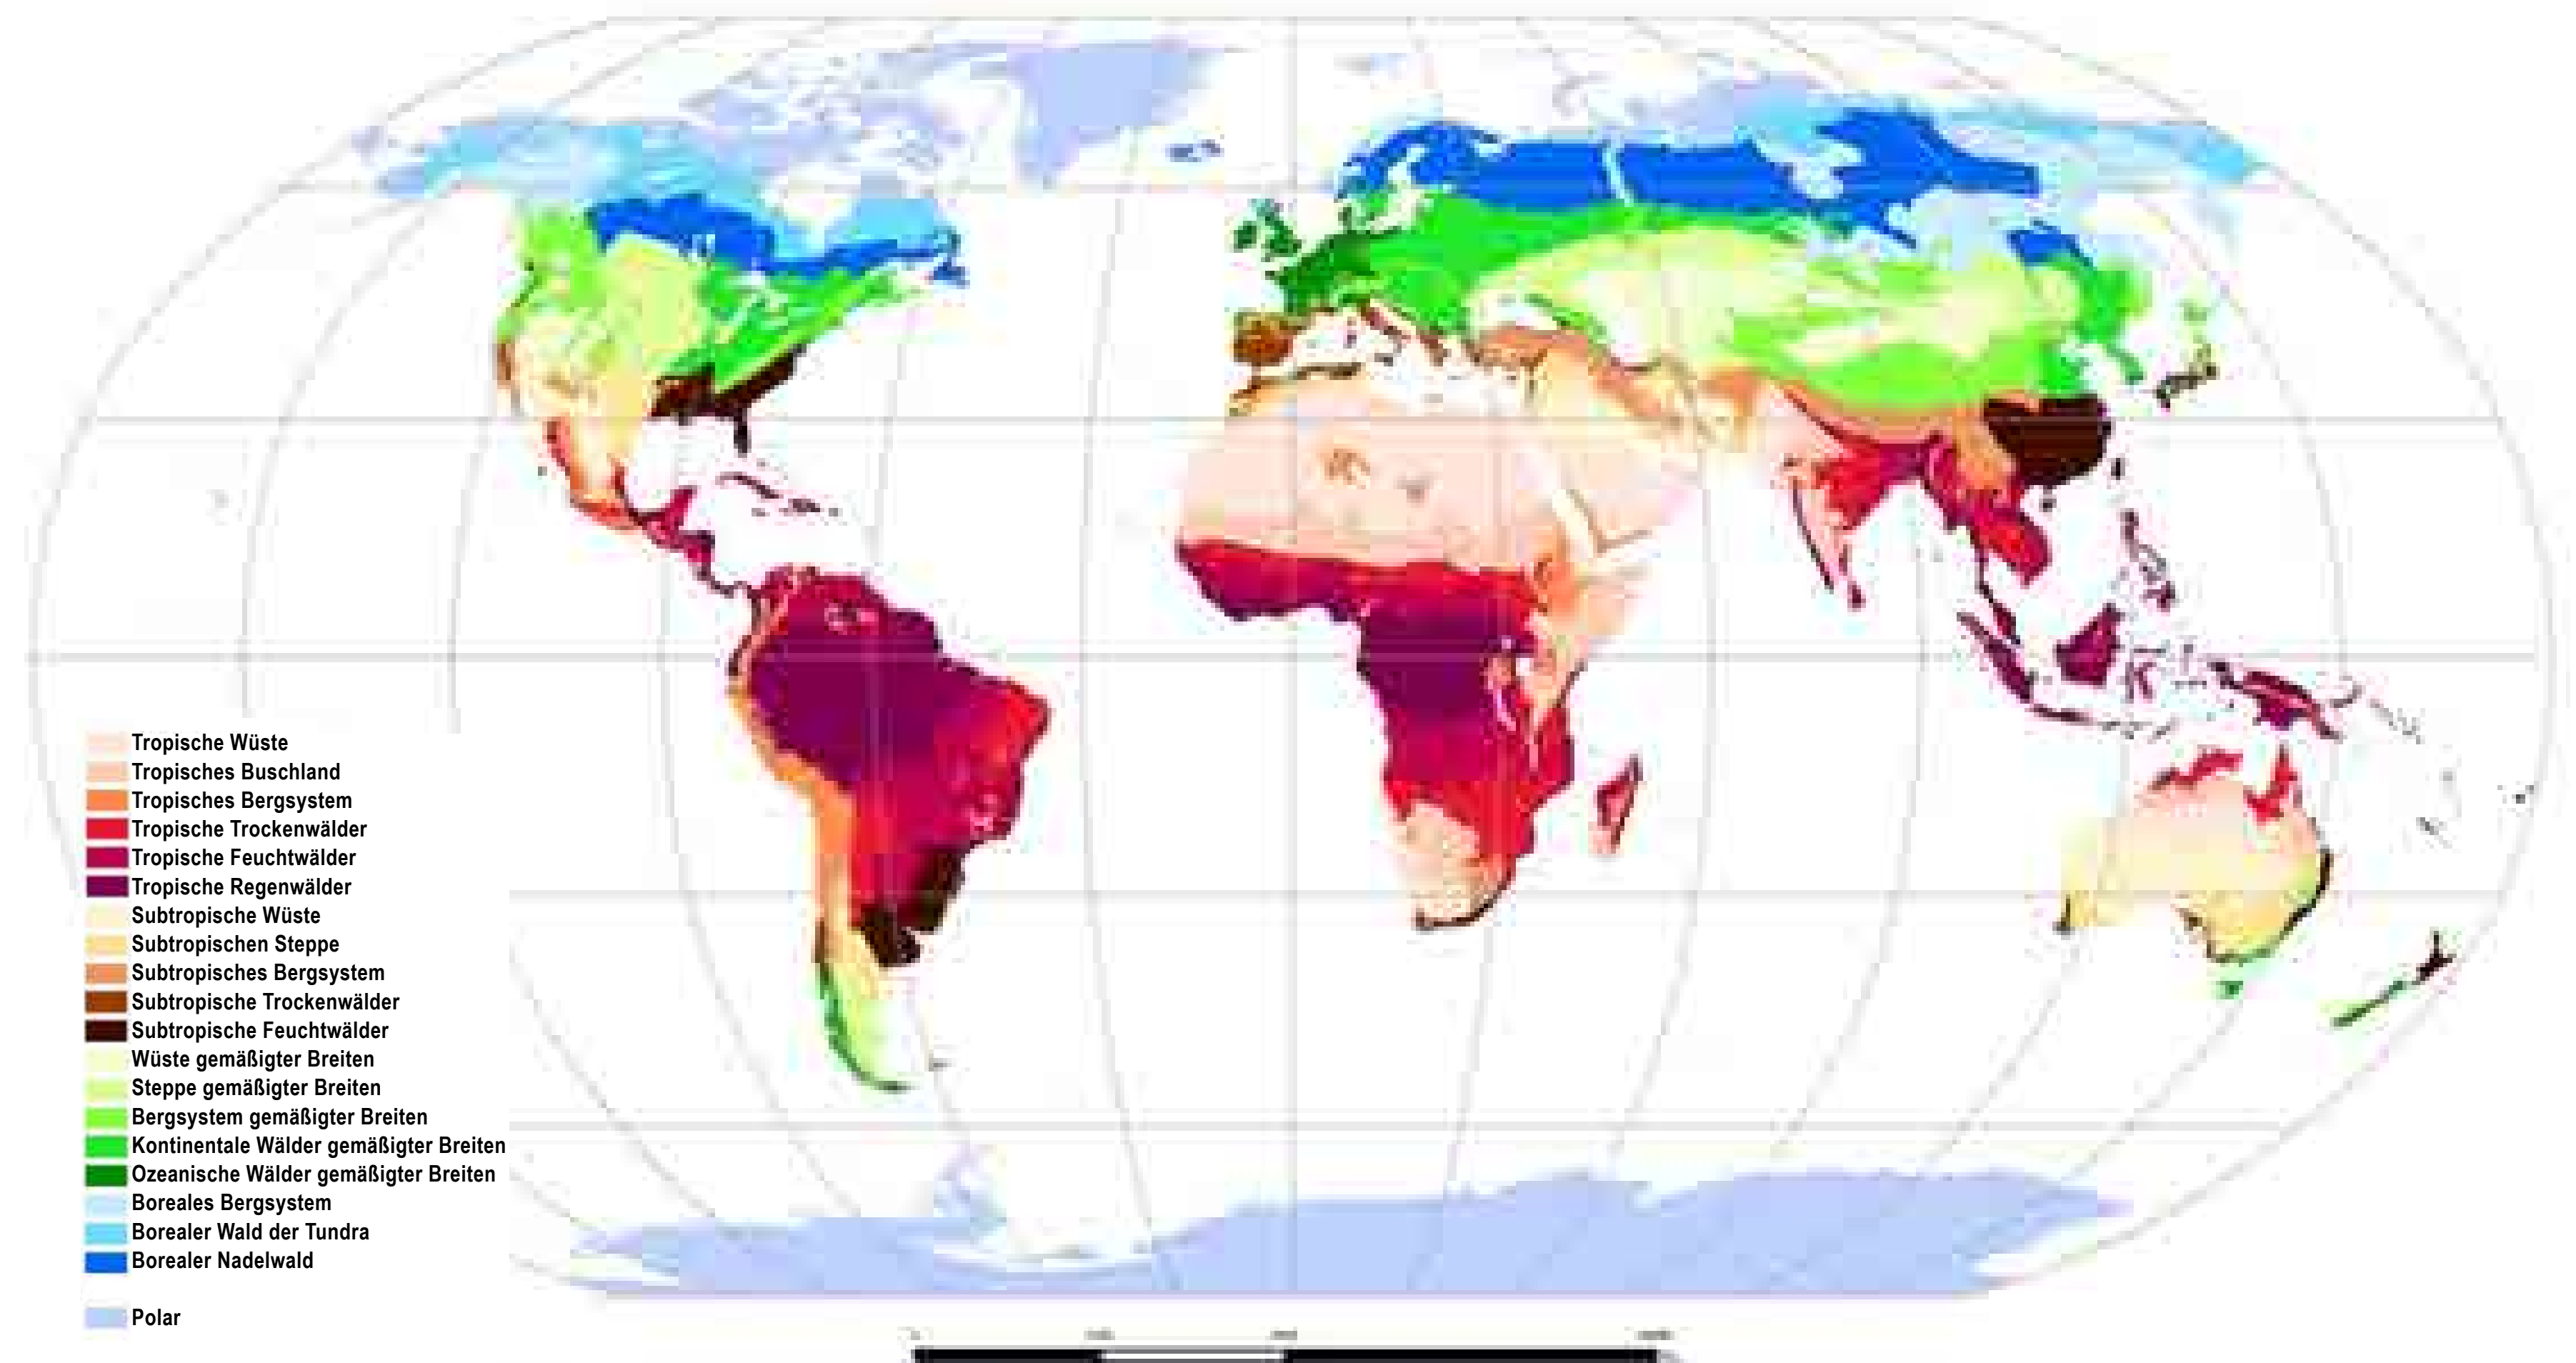 Tropische Wüste
Tropisches Buschland
Tropisches Bergsystem
Tropische Trockenwälder
Tropische Feuchtwälder
Tropische Regenwälder
Subtropische Wüste
Subtropischen Steppe
Subtropisches Bergsystem
Subtropische Trockenwälder
Subtropische Feuchtwälder
Wüste gemäßigter Breiten
Steppe gemäßigter Breiten
Bergsystem gemäßigter Breiten
Kontinentale Wälder gemäßigter Breiten
Ozeanische Wälder gemäßigter Breiten
Boreales Bergsystem
Borealer Wald der Tundra
Borealer Nadelwald
Polar